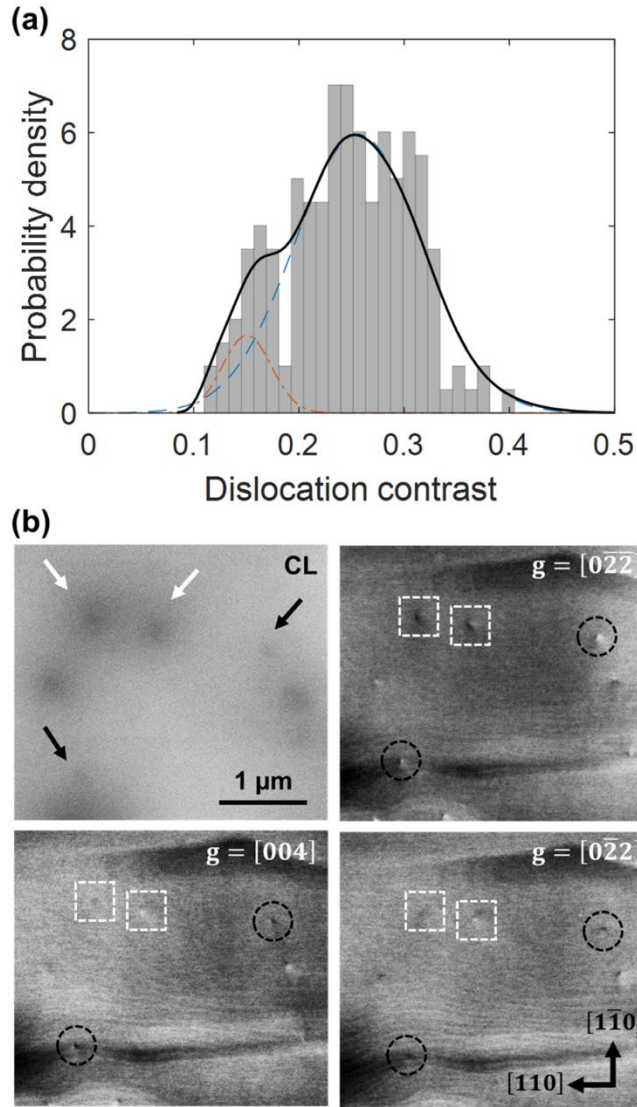 (a)
8
6
4
2
0
Probability density
0 0.1 0.2 0.3 0.4 0.5
Dislocation contrast
(b)
CL
1 µm
g = [02̅2̅]
g = [004]
g = [02̅2]
[11̅0]
[110]